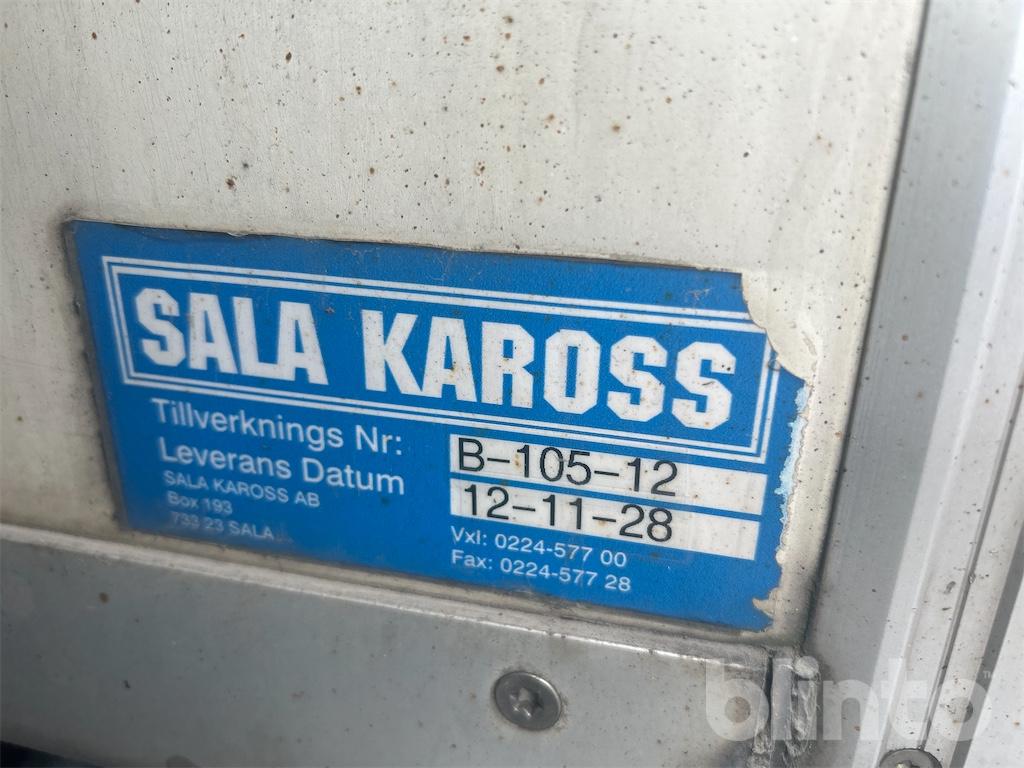 SALA KAROSS
Tillverknings Nr: B-105-12
Leverans Datum 12-11-28
SALA KAROSS AB
Box 193
733 23 SALA
Vxl: 0224-577 00
Fax: 0224-577 28
blinto™